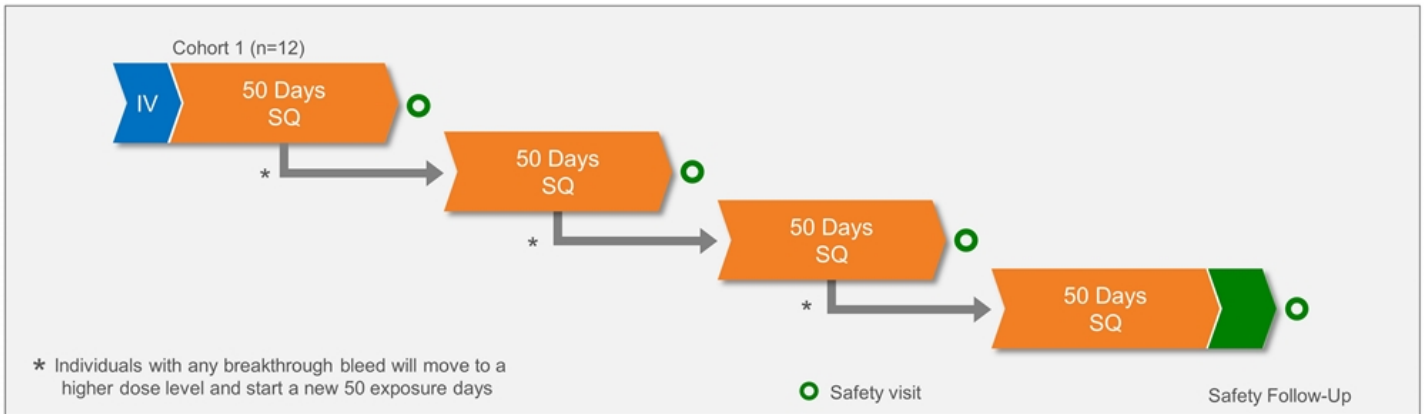 Cohort 1 (n=12)
IV
50 Days
SQ
*
50 Days
SQ
*
50 Days
SQ
*
50 Days
SQ
* Individuals with any breakthrough bleed will move to a
higher dose level and start a new 50 exposure days
Safety visit
Safety Follow-Up